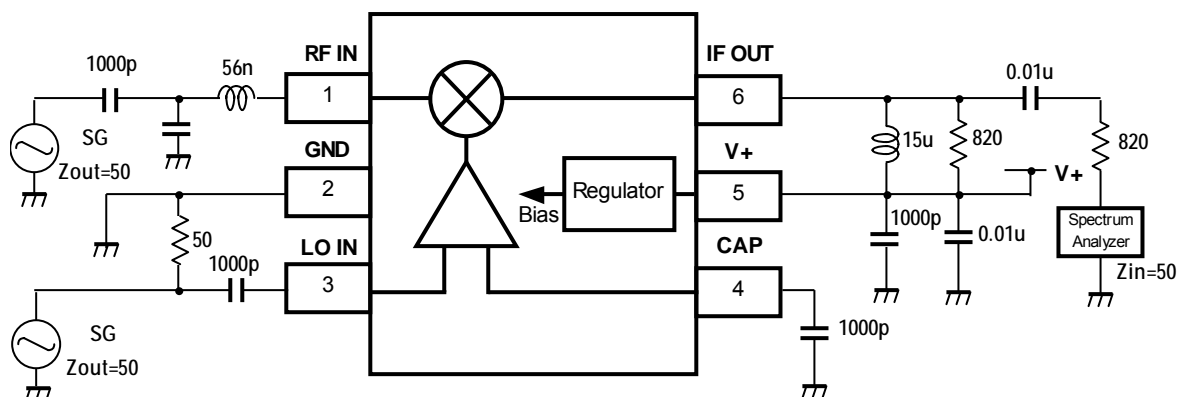 RF IN
1000p
56n
1
SG
Zout=50
GND
2
50
LO IN
1000p
3
SG
Zout=50
Regulator
Bias
IF OUT
6
V+
5
CAP
4
1000p
0.01u
15u
820
820
V+
1000p
0.01u
Spectrum
Analyzer
Zin=50